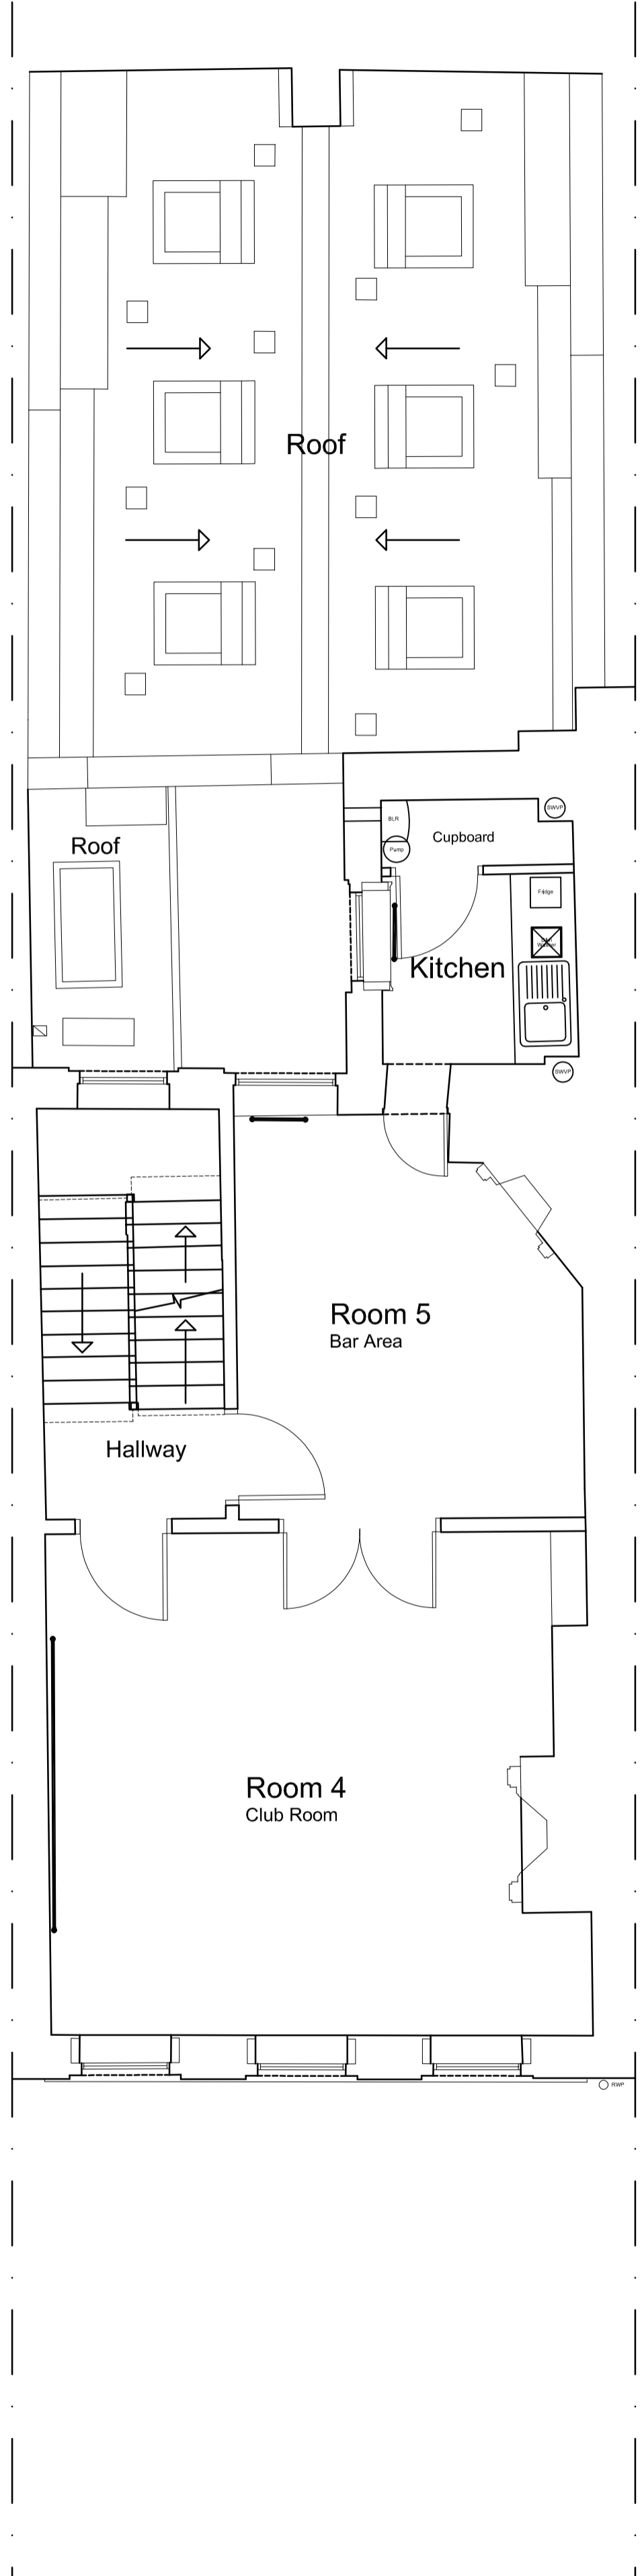 Roof
Roof
BLR
Pump
Cupboard
SWVP
Fridge
Kitchen
SWVP
Room 5
Bar Area
Hallway
Room 4
Club Room
RWP